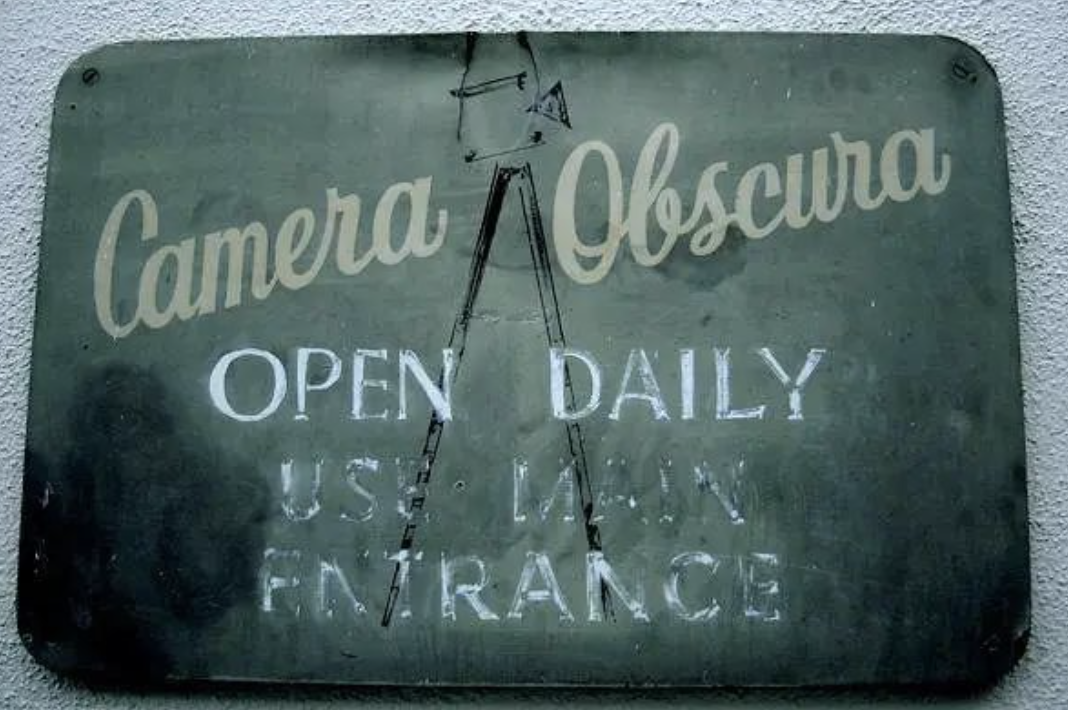 Camera Obscura
OPEN DAILY
USE MAIN
ENTRANCE